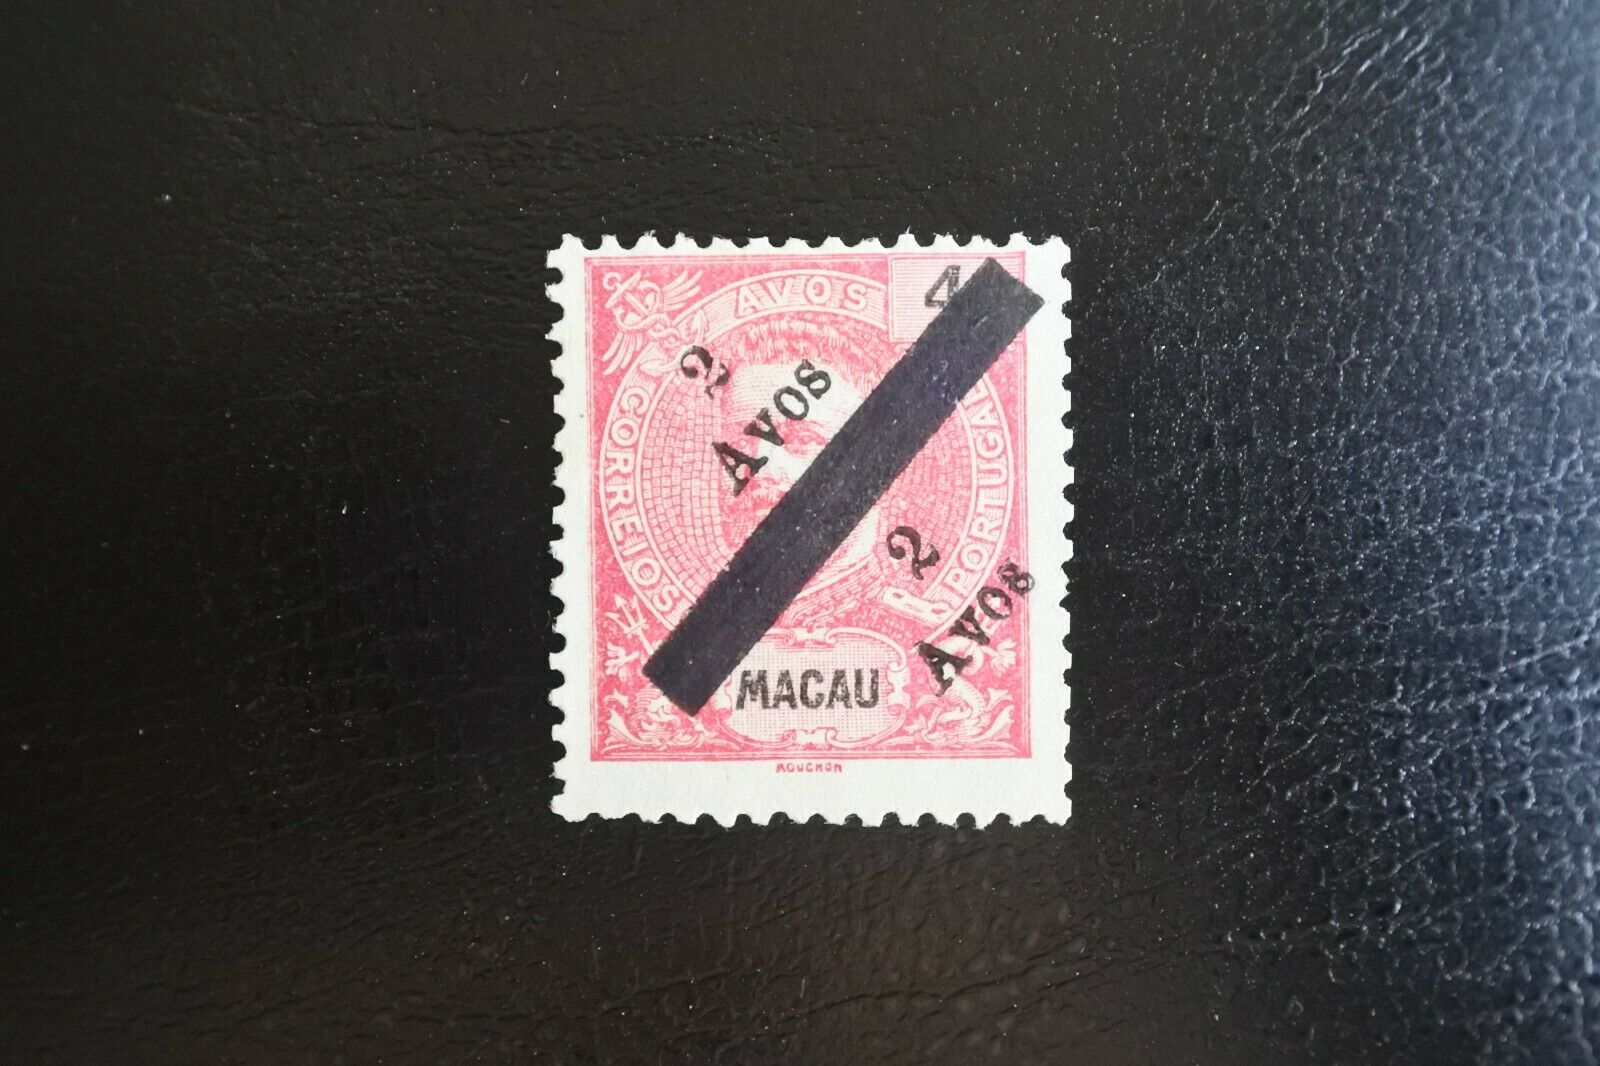 AVOS
4
CORREIOS
R PORTUGAL
2
Avos
2
Avos
MACAU
MOUCHON